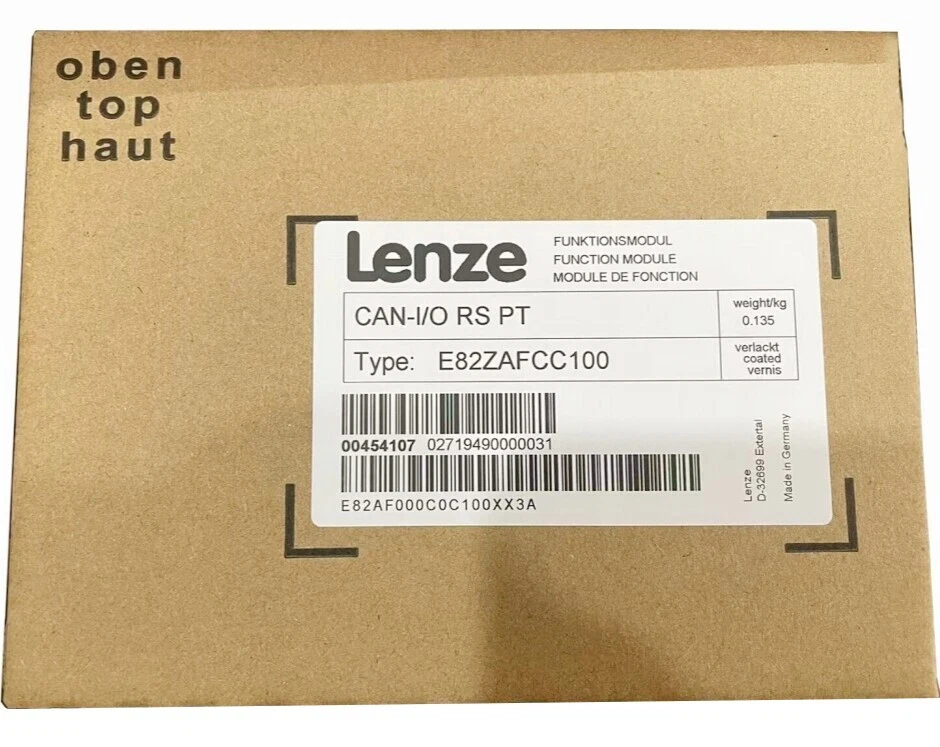 oben
top
haut
Lenze
FUNKTIONSMODUL
FUNCTION MODULE
MODULE DE FONCTION
CAN-I/O RS PT
weight/kg
0.135
Type: E82ZAFCC100
verlackt
coated
vernis
00454107 02719490000031
E82AF000C0C100XX3A
Lenze
D-32699 Extertal
Made in Germany